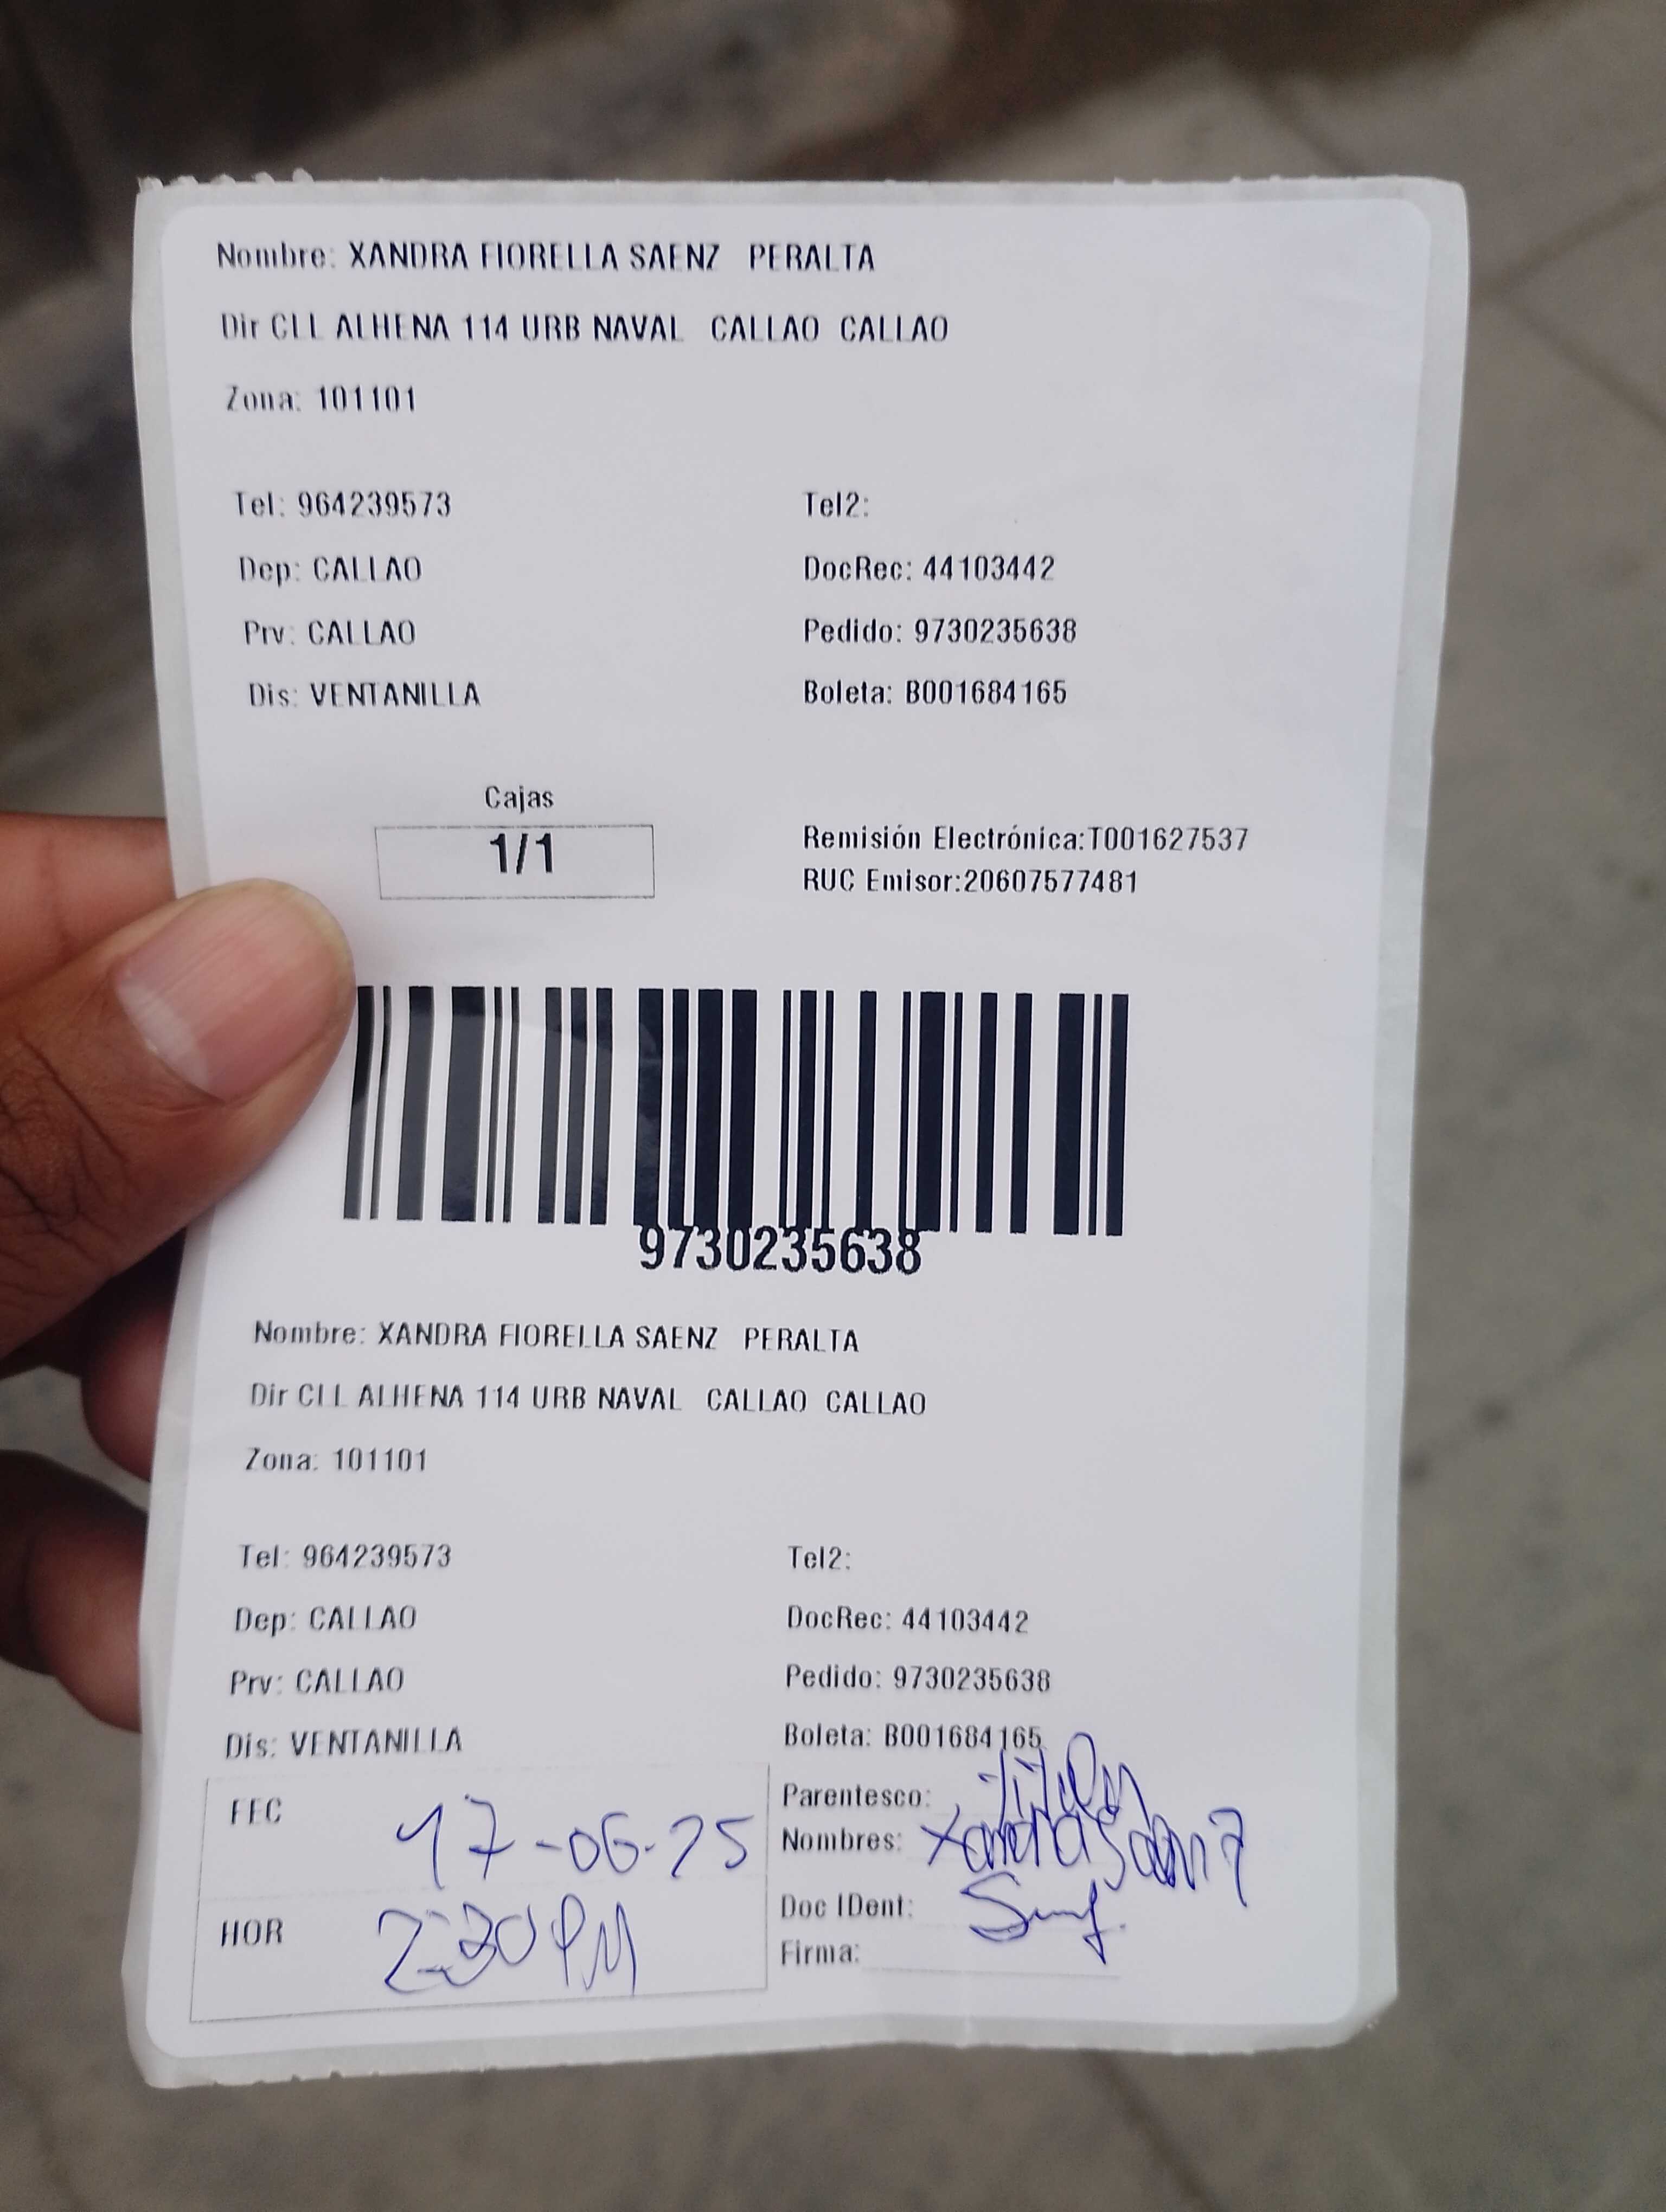 Nombre: XANDRA FIORELLA SAENZ PERALTA
Dir CLL ALHENA 114 URB NAVAL CALLAO CALLAO
Zona: 101101
Tel: 964239573 Tel2:
Dep: CALLAO DocRec: 44103442
Prv: CALLAO Pedido: 9730235638
Dis: VENTANILLA Boleta: B001684165
Cajas
1/1
Remisión Electrónica:T001627537
RUC Emisor:20607577481
9730235638
Nombre: XANDRA FIORELLA SAENZ PERALTA
Dir CLL ALHENA 114 URB NAVAL CALLAO CALLAO
Zona: 101101
Tel: 964239573 Tel2:
Dep: CALLAO DocRec: 44103442
Prv: CALLAO Pedido: 9730235638
Dis: VENTANILLA Boleta: B001684165
FEC 17-06-25
HOR 2:30 PM
Parentesco:
Nombres: Xandra Saenz
Doc IDent:
Firma: